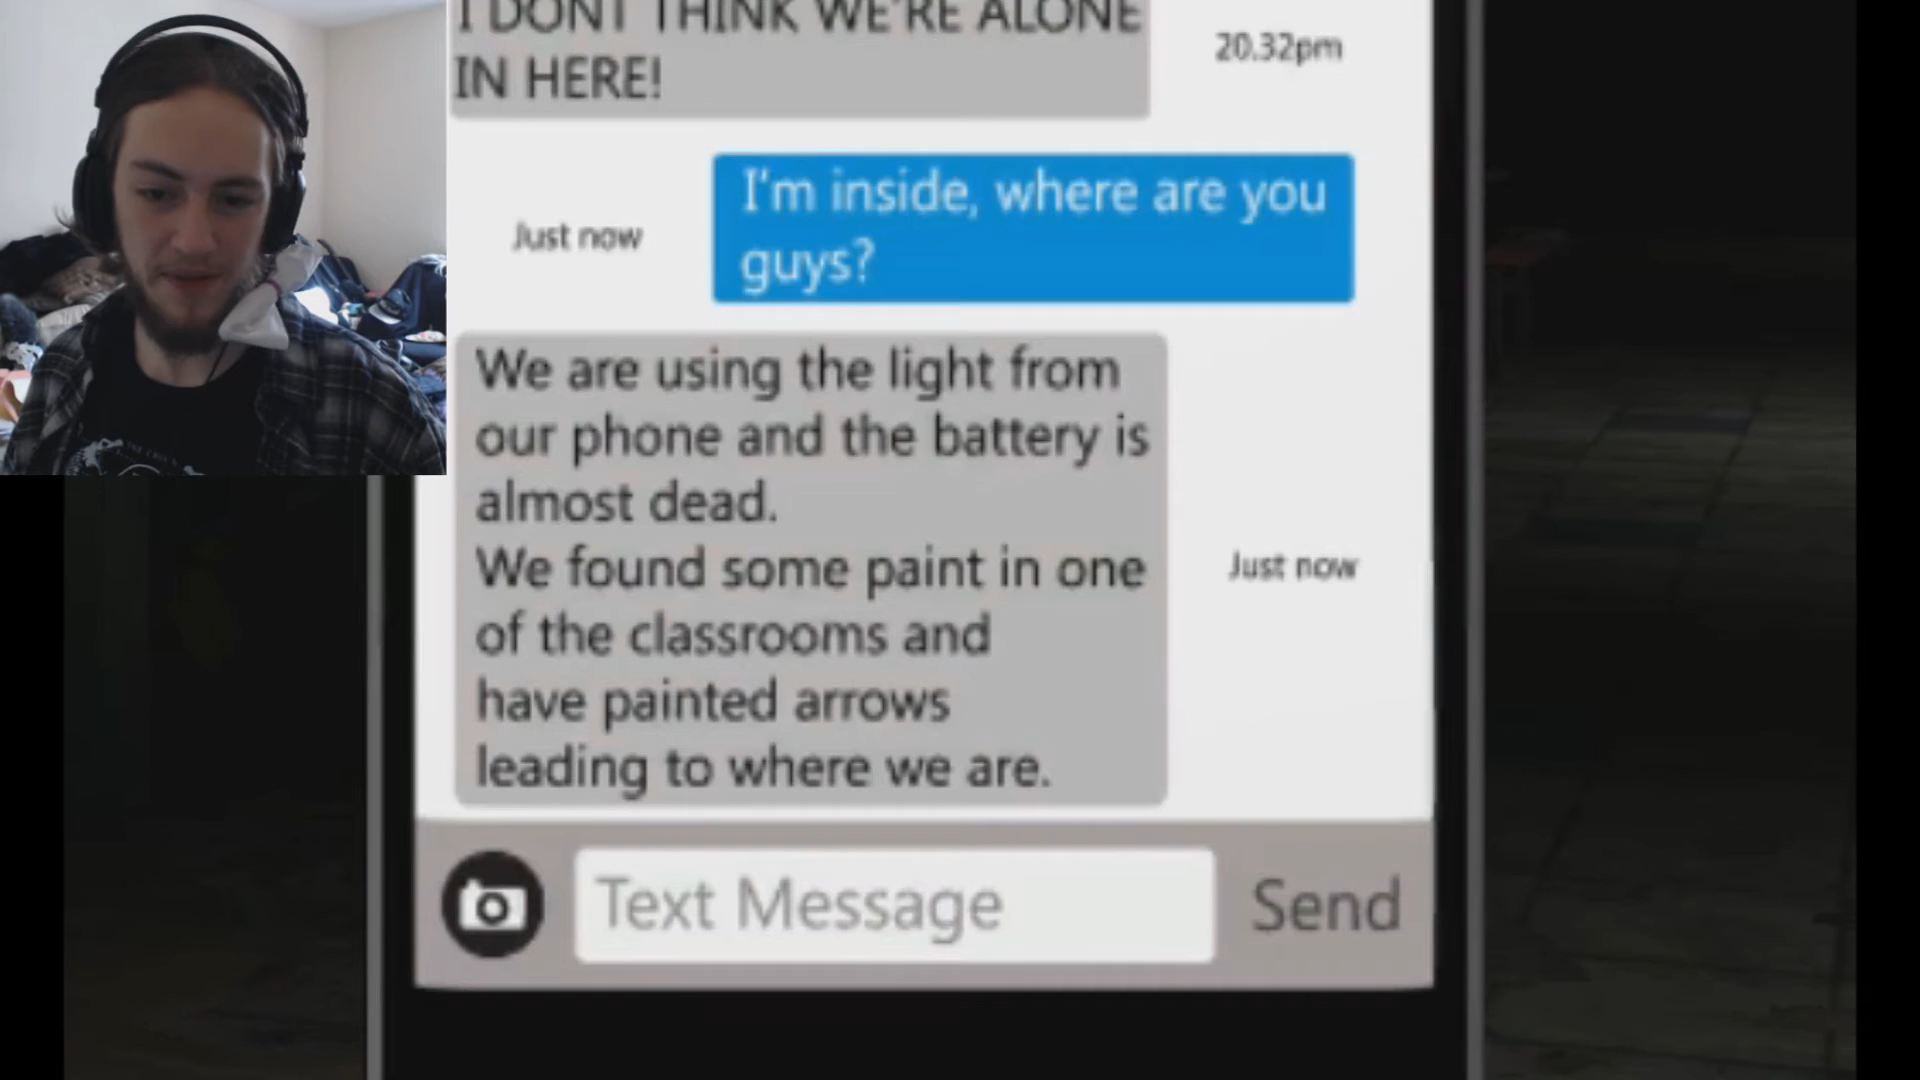 I DONT THINK WE'RE ALONE
IN HERE!
20.32pm
I'm inside, where are you
guys?
Just now
We are using the light from
our phone and the battery is
almost dead.
We found some paint in one
of the classrooms and
have painted arrows
leading to where we are.
Just now
Text Message
Send